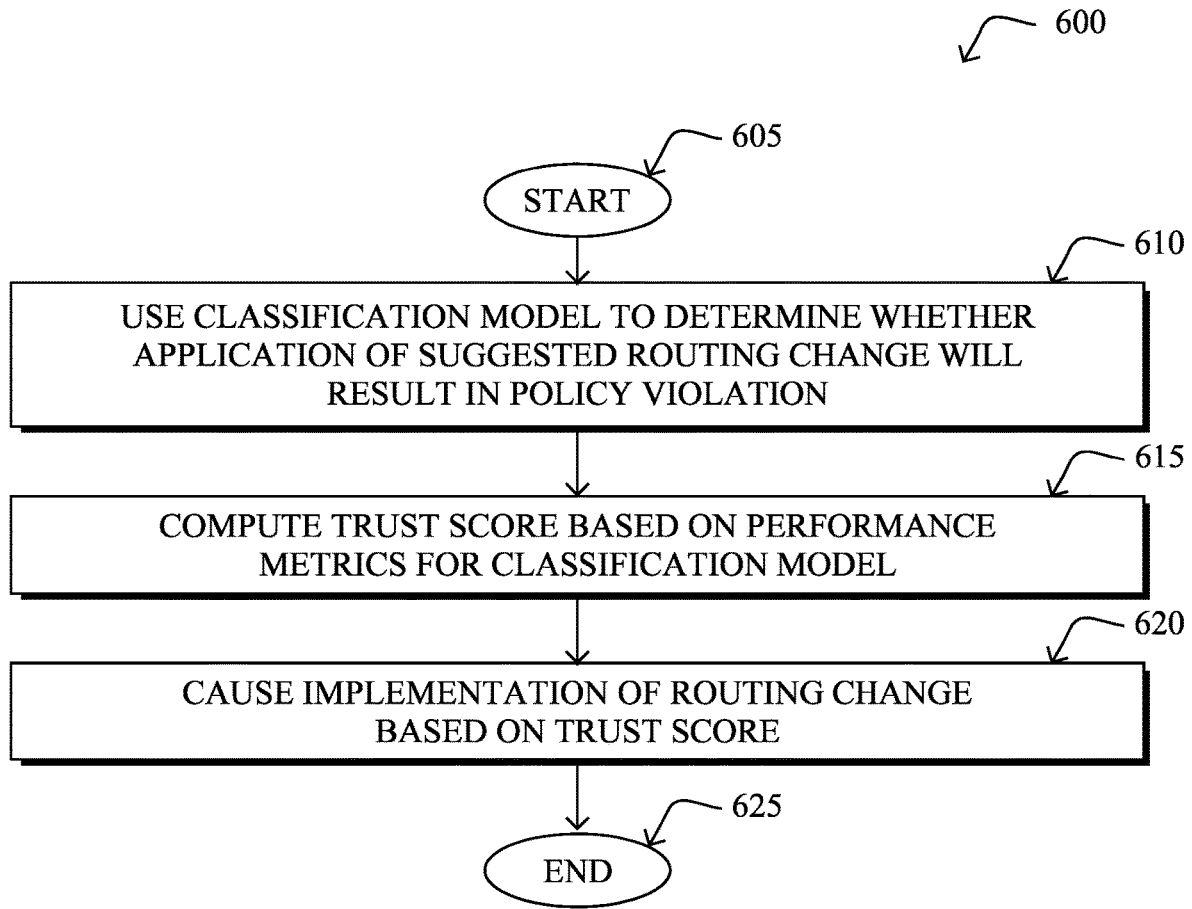 600
605
START
610
USE CLASSIFICATION MODEL TO DETERMINE WHETHER
APPLICATION OF SUGGESTED ROUTING CHANGE WILL
RESULT IN POLICY VIOLATION
615
COMPUTE TRUST SCORE BASED ON PERFORMANCE
METRICS FOR CLASSIFICATION MODEL
620
CAUSE IMPLEMENTATION OF ROUTING CHANGE
BASED ON TRUST SCORE
625
END